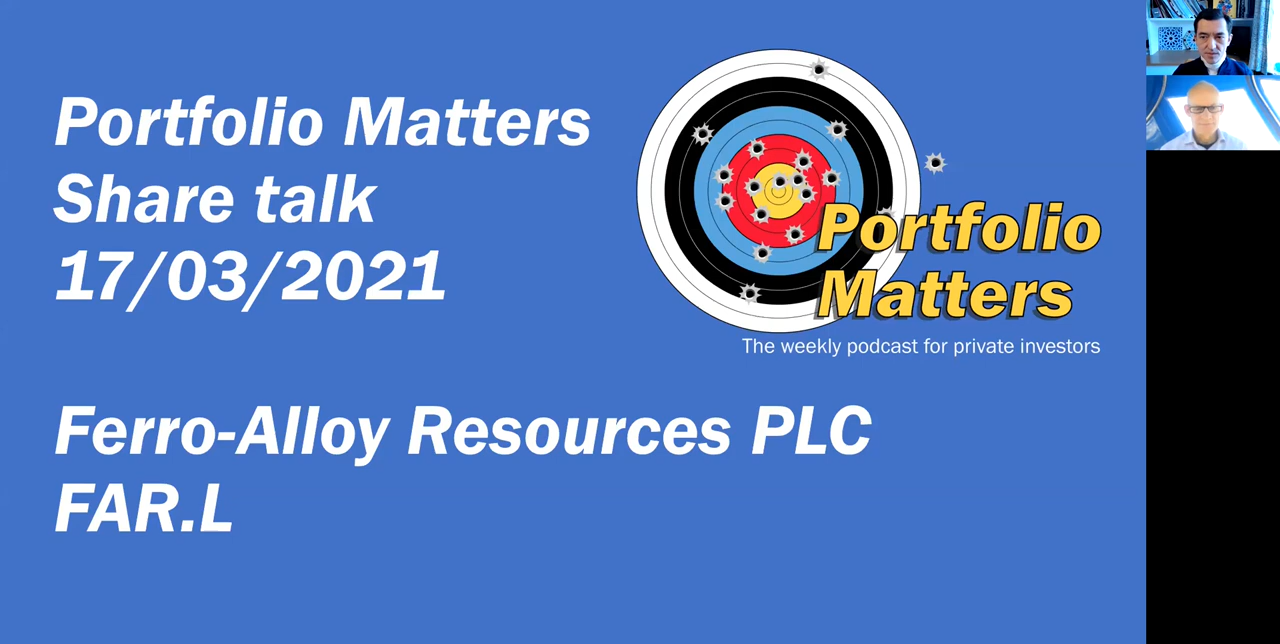 Portfolio Matters
Share talk
17/03/2021
Portfolio
Matters
The weekly podcast for private investors
Ferro-Alloy Resources PLC
FAR.L